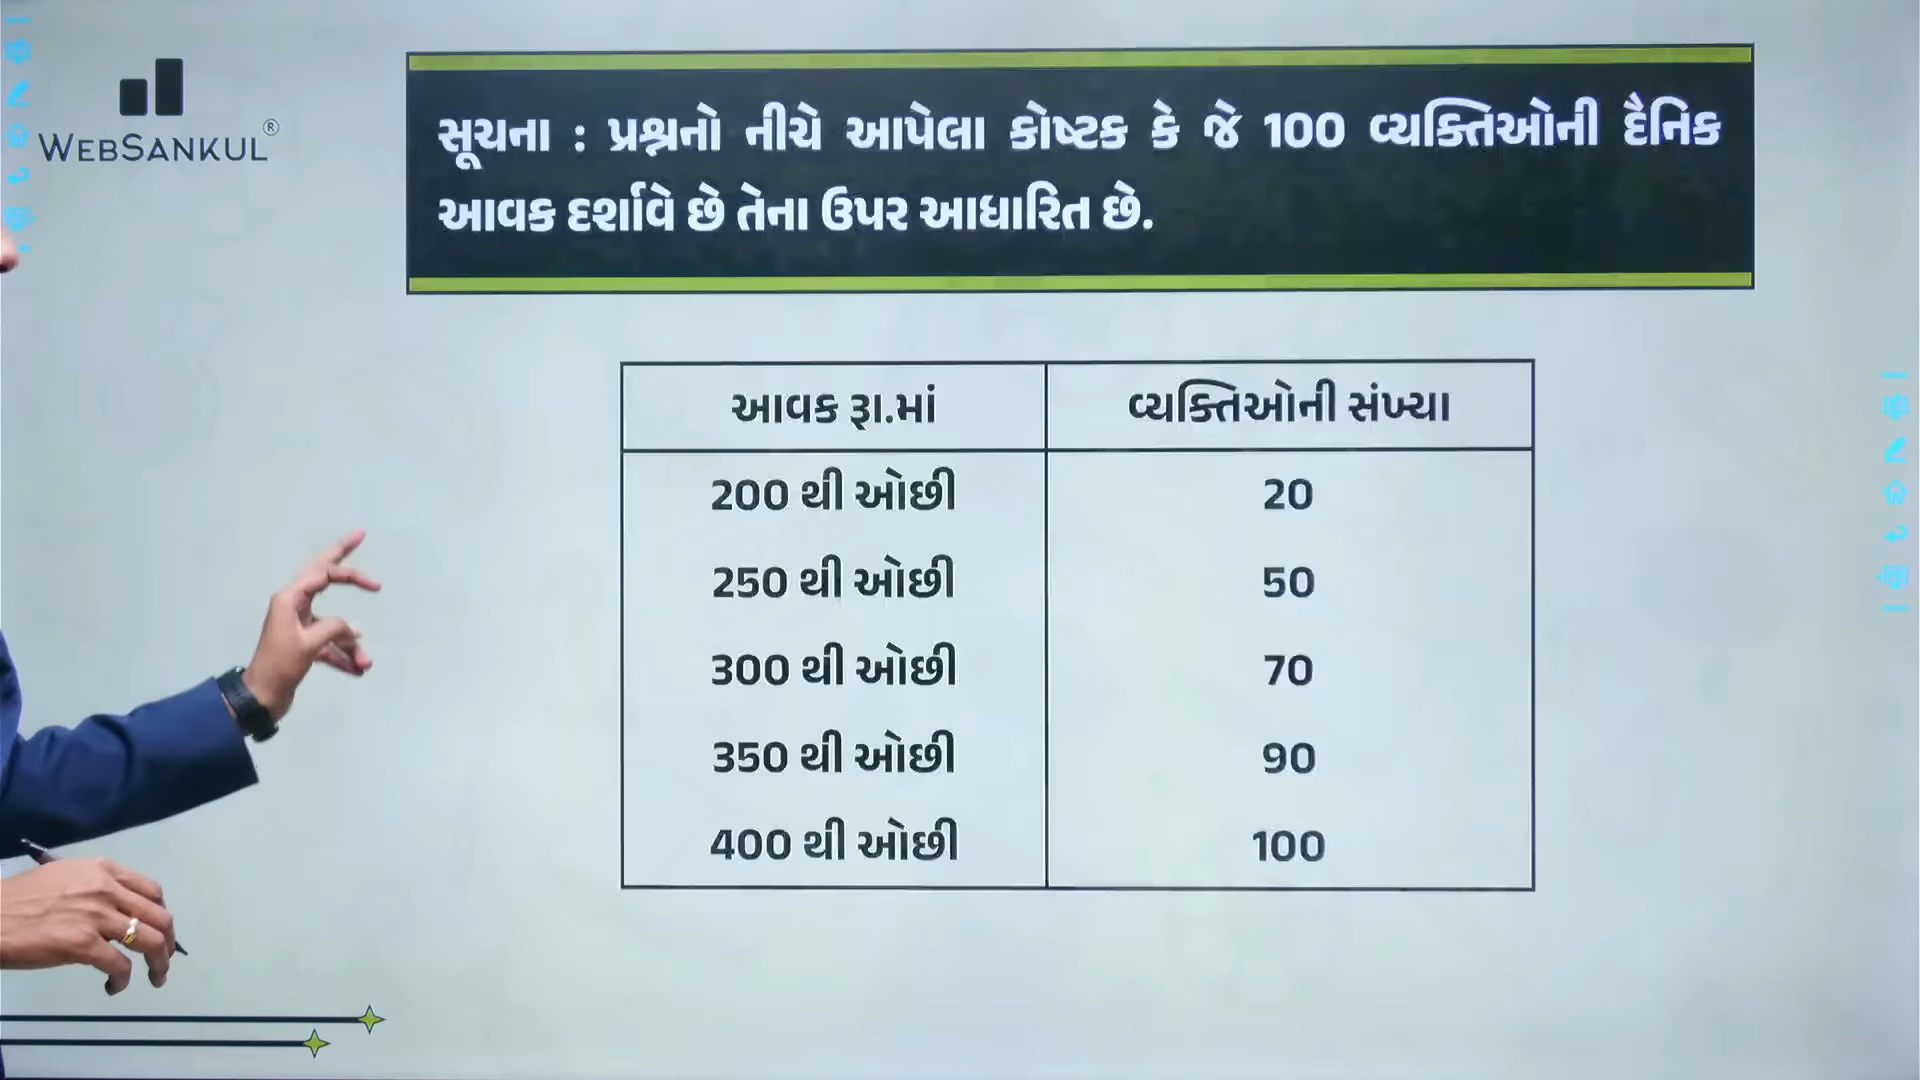 WEBSANKUL®
સૂચના : પ્રશ્નનો નીચે આપેલા કોષ્ટક કે જે 100 વ્યક્તિઓની દૈનિક
આવક દર્શાવે છે તેના ઉપર આધારિત છે.
આવક રૂા.માં વ્યક્તિઓની સંખ્યા
200 થી ઓછી 20
250 થી ઓછી 50
300 થી ઓછી 70
350 થી ઓછી 90
400 થી ઓછી 100